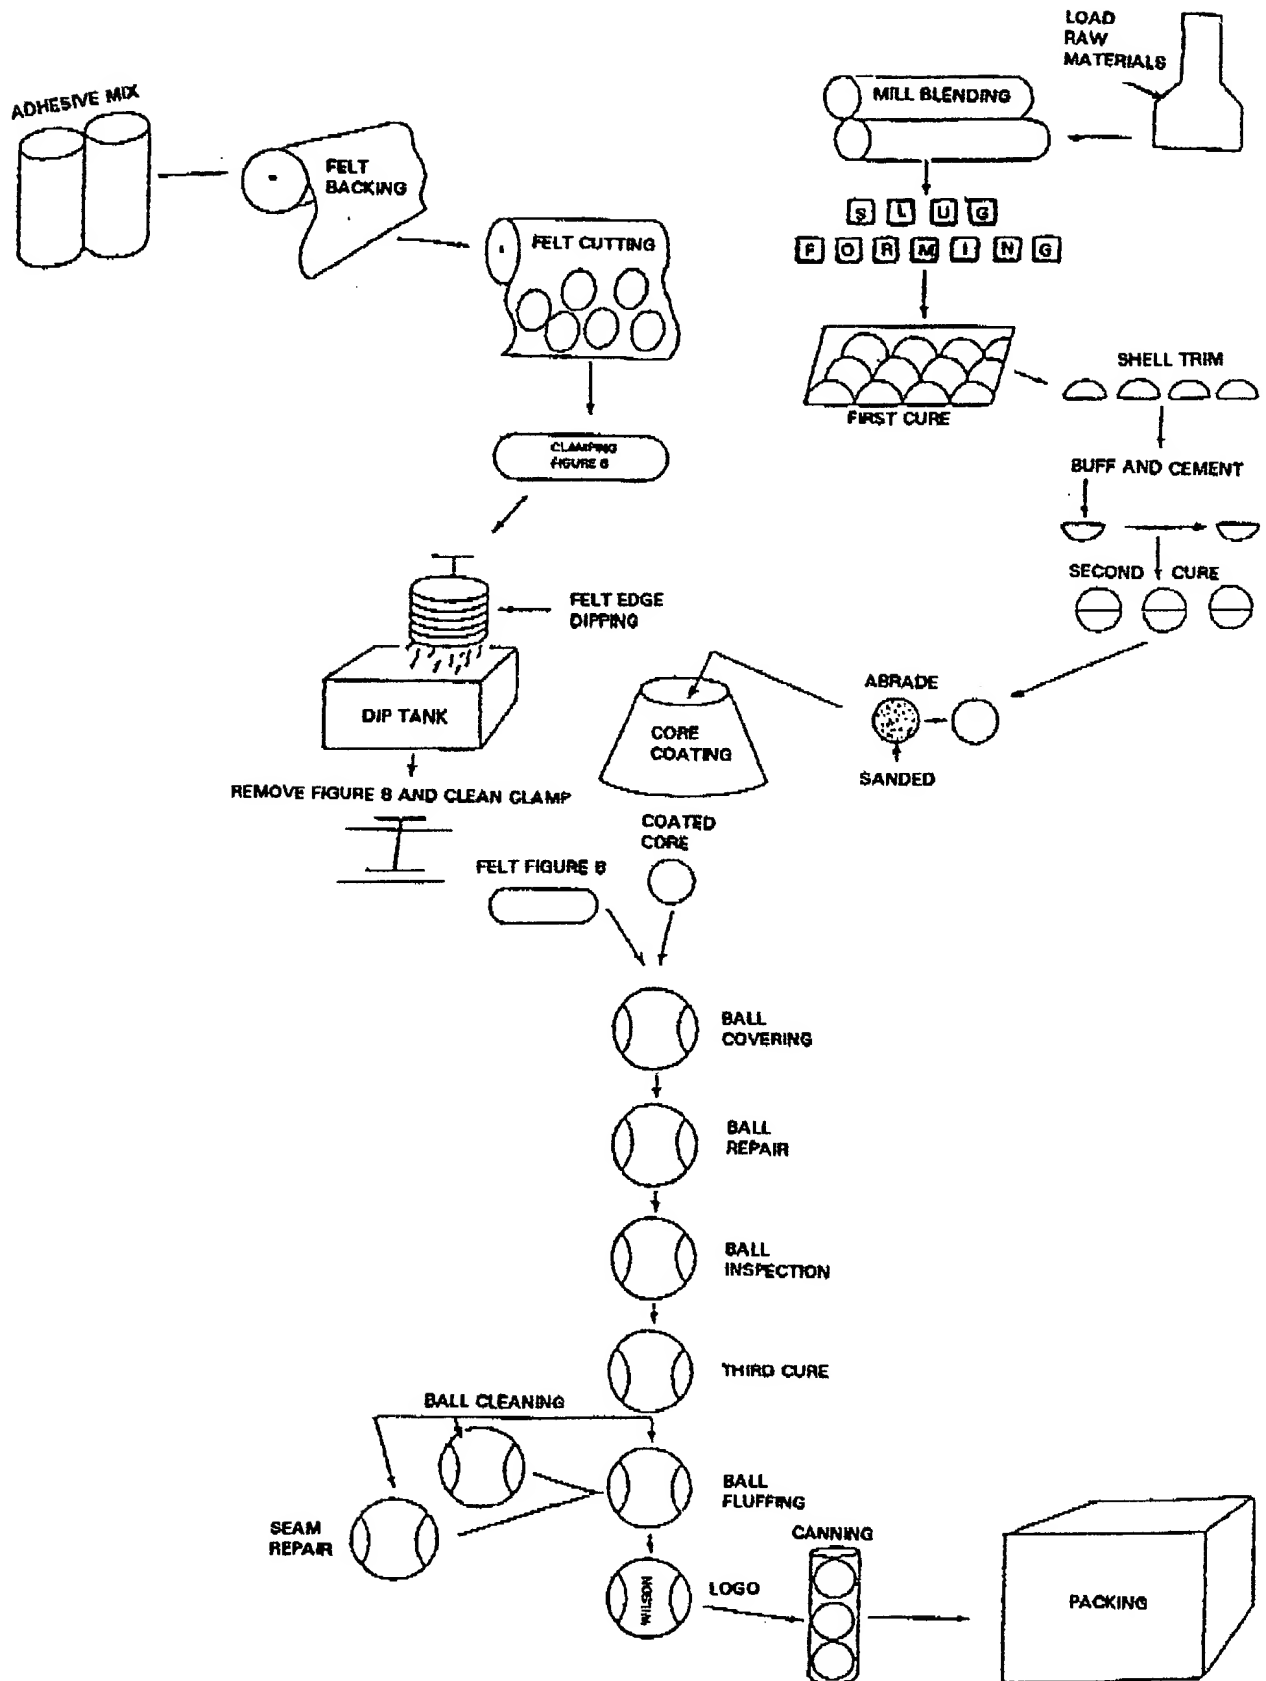 LOAD
RAW
MATERIALS
ADHESIVE MIX
MILL BLENDING
FELT
BACKING
SLUG
FORMING
FELT CUTTING
SHELL TRIM
FIRST CURE
CLAMPING
FIGURE 8
BUFF AND CEMENT
SECOND CURE
FELT EDGE
DIPPING
ABRADE
DIP TANK
CORE
COATING
SANDED
REMOVE FIGURE 8 AND CLEAN CLAMP
COATED
CORE
FELT FIGURE 8
BALL
COVERING
BALL
REPAIR
BALL
INSPECTION
THIRD CURE
BALL CLEANING
BALL
FLUFFING
SEAM
REPAIR
CANNING
WILSON
LOGO
PACKING